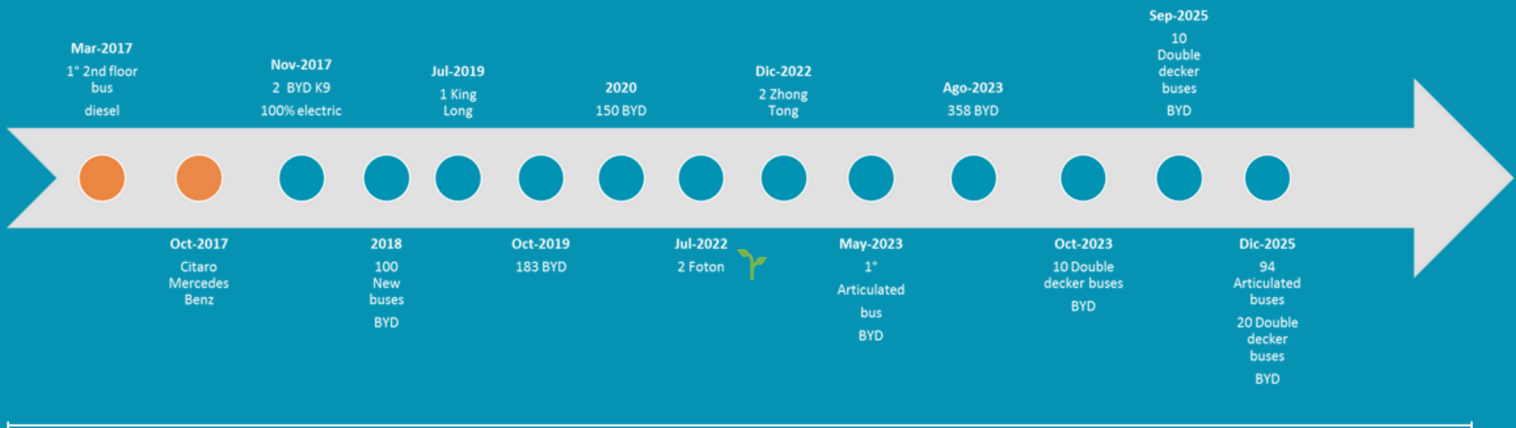 Mar-2017
1° 2nd floor
bus
diesel
Oct-2017
Citaro
Mercedes
Benz
Nov-2017
2 BYD K9
100% electric
2018
100
New
buses
BYD
Jul-2019
1 King
Long
Oct-2019
183 BYD
2020
150 BYD
Jul-2022
2 Foton
Dic-2022
2 Zhong
Tong
May-2023
1°
Articulated
bus
BYD
Ago-2023
358 BYD
Oct-2023
10 Double
decker buses
BYD
Sep-2025
10
Double
decker
buses
BYD
Dic-2025
94
Articulated
buses
20 Double
decker
buses
BYD